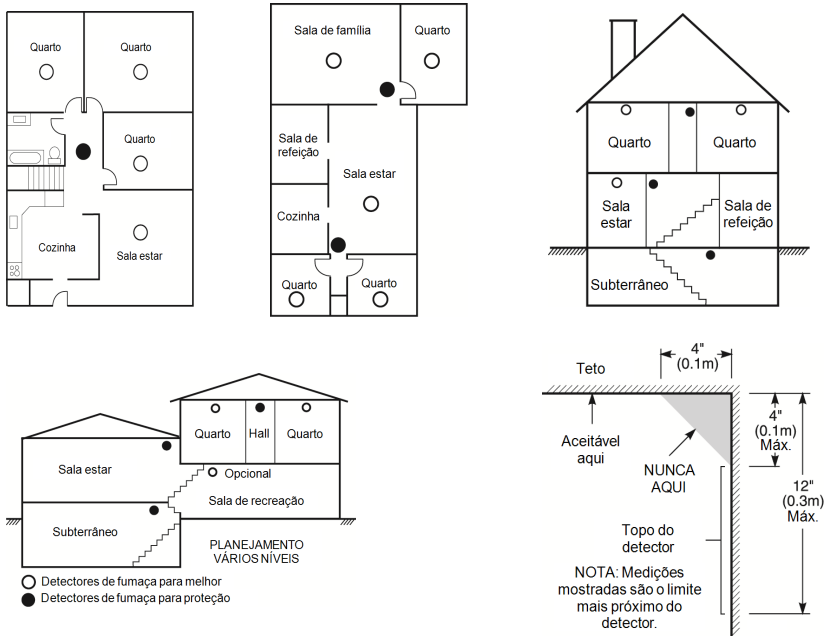 Quarto
Quarto
Quarto
Cozinha
Sala estar
Sala de família
Quarto
Sala de
refeição
Sala estar
Cozinha
Quarto
Quarto
Quarto
Quarto
Sala
estar
Sala de
refeição
Subterrâneo
Quarto
Hall
Quarto
Sala estar
Opcional
Sala de recreação
Subterrâneo
PLANEJAMENTO
VÁRIOS NÍVEIS
Detectores de fumaça para melhor
Detectores de fumaça para proteção
Teto
4"
(0.1m)
Aceitável
aqui
NUNCA
AQUI
4"
(0.1m)
Máx.
12"
(0.3m)
Máx.
Topo do
detector
NOTA: Medições
mostradas são o limite
mais próximo do
detector.